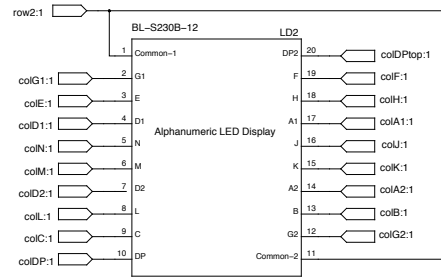 row2:1
BL-S230B-12 LD2
1 Common-1 DP2 20 colDPtop:1
colG1:1 2 G1 F 19 colF:1
colE:1 3 E H 18 colH:1
colD1:1 4 D1 A1 17 colA1:1
colN:1 5 N Alphanumeric LED Display J 16 colJ:1
colM:1 6 M K 15 colK:1
colD2:1 7 D2 A2 14 colA2:1
colL:1 8 L B 13 colB:1
colC:1 9 C G2 12 colG2:1
colDP:1 10 DP Common-2 11